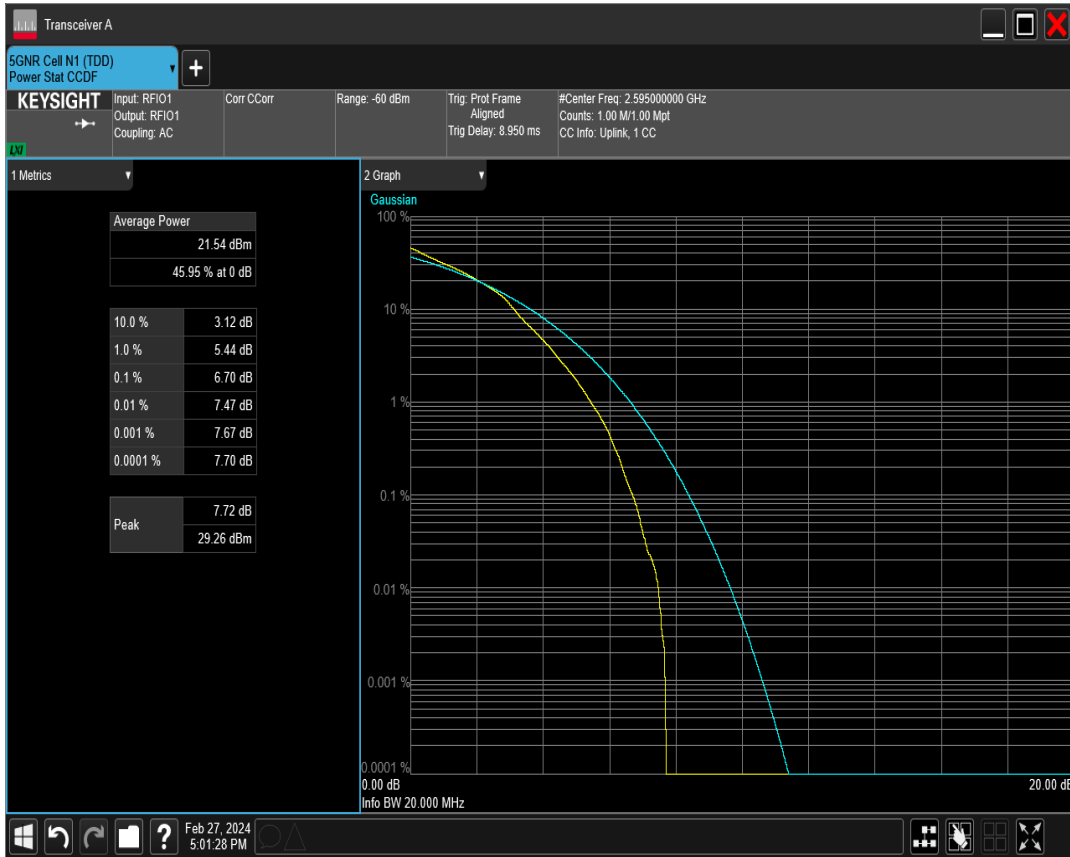 Transceiver A
5GNR Cell N1 (TDD)
Power Stat CCDF
KEYSIGHT
LXI
Input: RFIO1
Output: RFIO1
Coupling: AC
Corr CCorr
Range: -60 dBm
Trig: Prot Frame
Aligned
Trig Delay: 8.950 ms
#Center Freq: 2.595000000 GHz
Counts: 1.00 M/1.00 Mpt
CC Info: Uplink, 1 CC
1 Metrics
Average Power
21.54 dBm
45.95 % at 0 dB
10.0 % 3.12 dB
1.0 % 5.44 dB
0.1 % 6.70 dB
0.01 % 7.47 dB
0.001 % 7.67 dB
0.0001 % 7.70 dB
Peak 7.72 dB
29.26 dBm
2 Graph
Gaussian
100 %
10 %
1 %
0.1 %
0.01 %
0.001 %
0.0001 %
0.00 dB 20.00 dB
Info BW 20.000 MHz
? Feb 27, 2024
5:01:28 PM